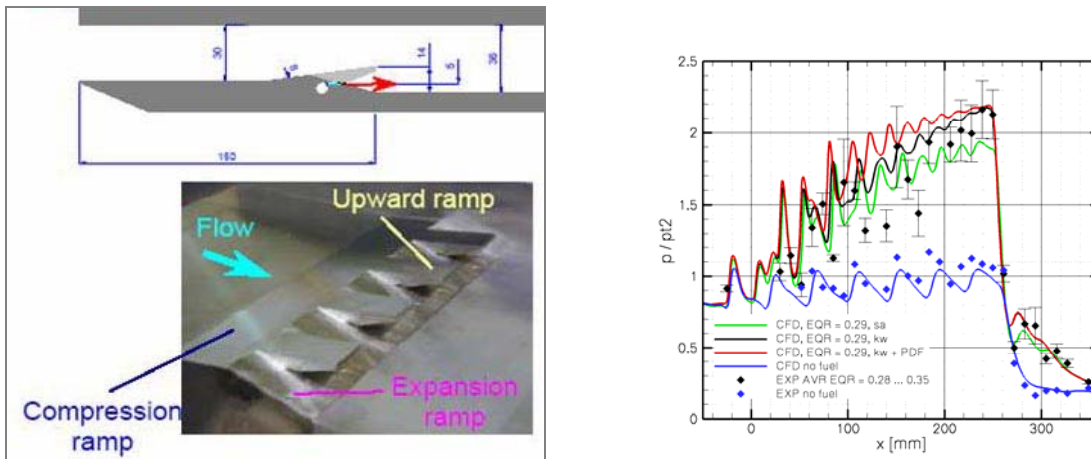 30
9
14
5
36
Upward ramp
Flow
Expansion
ramp
Compression
ramp
2.5
2
1.5
1
0.5
0
p / pt2
CFD, EQR = 0.29, sa
CFD, EQR = 0.29, kw
CFD, EQR = 0.29, kw + PDF
CFD no fuel
EXP AVR EQR = 0.28 ... 0.35
EXP no fuel
0
100
200
300
x [mm]